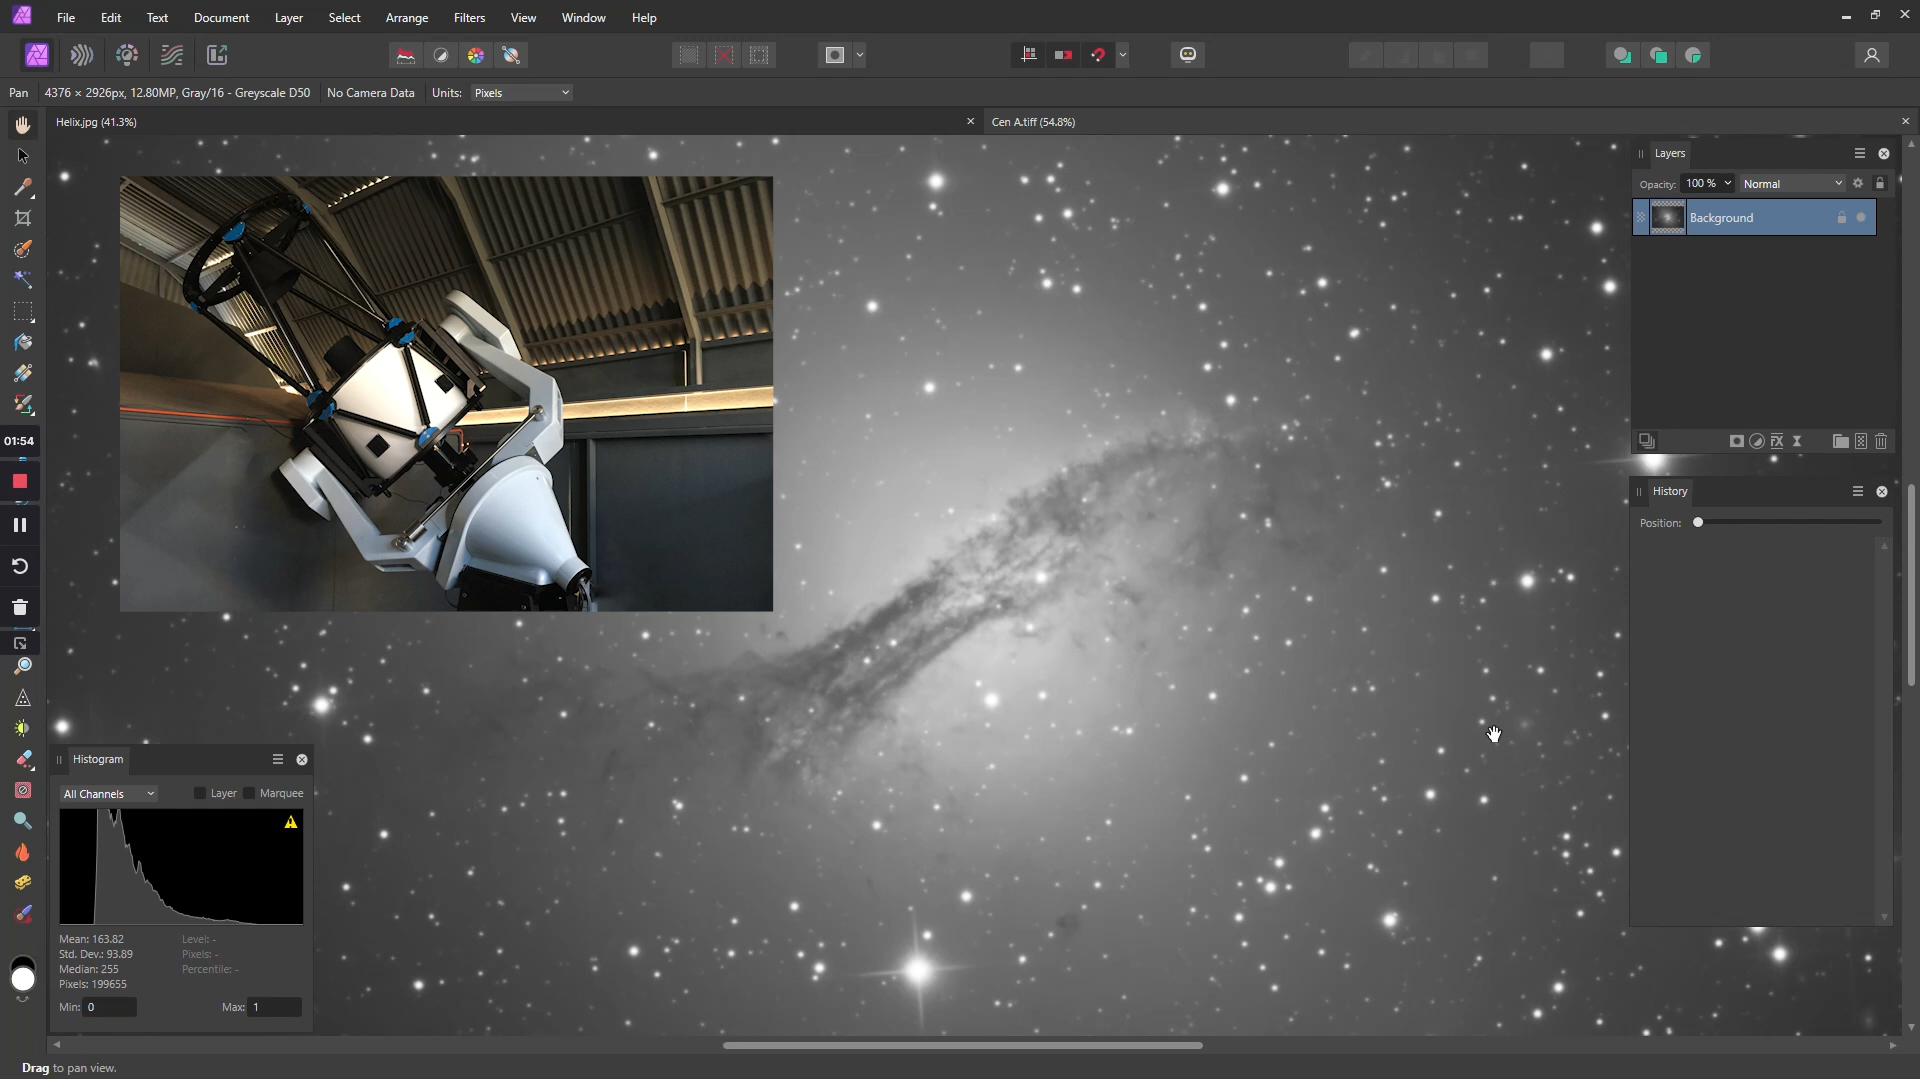 File Edit Text Document Layer Select Arrange Filters View Window Help
Pan 4376 × 2926px, 12.80MP, Gray/16 - Greyscale D50 No Camera Data Units: Pixels
Helix.jpg (41.3%) Cen A.tiff (54.8%)
Layers
Opacity: 100 % Normal
Background
01:54
History
Position:
Histogram
All Channels Layer Marquee
Mean: 163.82 Level: -
Std. Dev.: 93.89 Pixels: -
Median: 255 Percentile: -
Pixels: 199655
Min: 0 Max: 1
Drag to pan view.